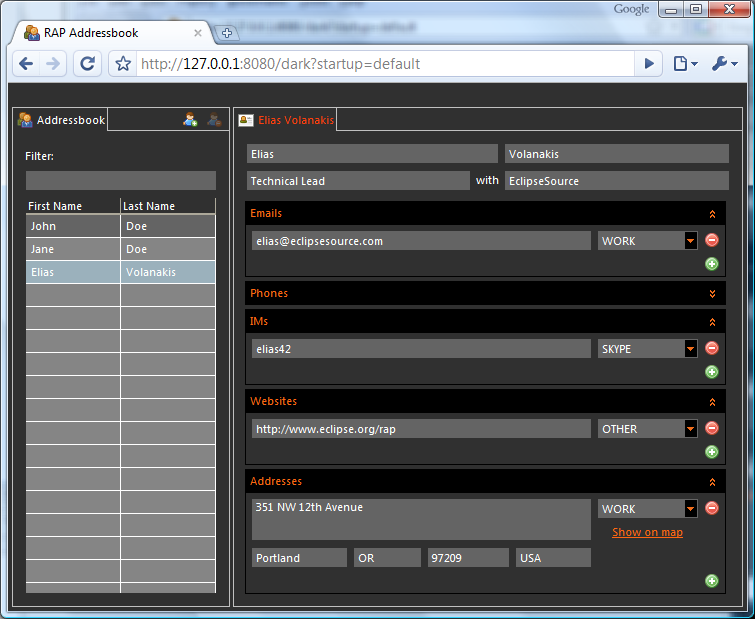 Google
RAP Addressbook
http://127.0.0.1:8080/dark?startup=default
Addressbook
Elias Volanakis
Filter:
First Name Last Name
John Doe
Jane Doe
Elias Volanakis
Elias Volanakis
Technical Lead with EclipseSource
Emails
elias@eclipsesource.com WORK
Phones
IMs
elias42 SKYPE
Websites
http://www.eclipse.org/rap OTHER
Addresses
351 NW 12th Avenue WORK
Show on map
Portland OR 97209 USA